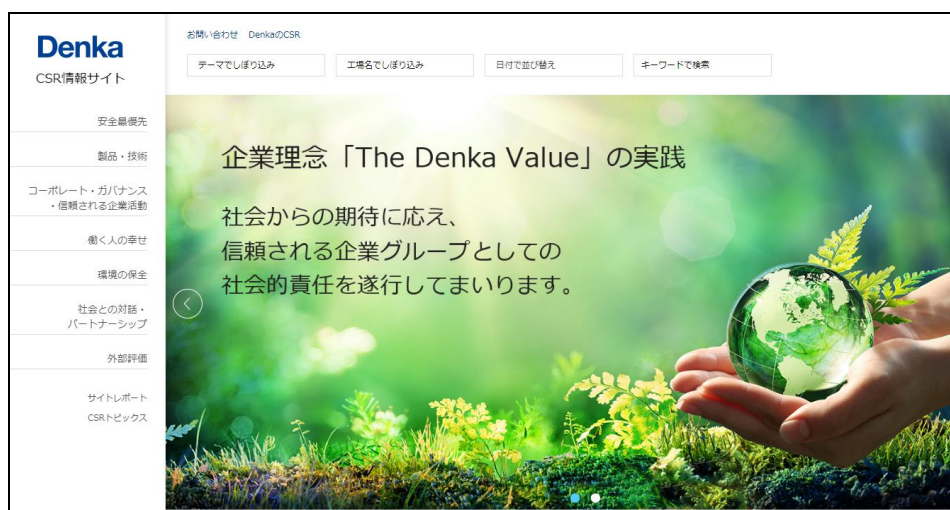 Denka
CSR情報サイト
安全最優先
製品・技術
コーポレート・ガバナンス
・信頼される企業活動
働く人の幸せ
環境の保全
社会との対話・
パートナーシップ
外部評価
サイトレポート
CSRトピックス
お問い合わせ DenkaのCSR
テーマでしぼり込み 工場名でしぼり込み 日付で並び替え キーワードで検索
企業理念「The Denka Value」の実践
社会からの期待に応え、
信頼される企業グループとしての
社会的責任を遂行してまいります。